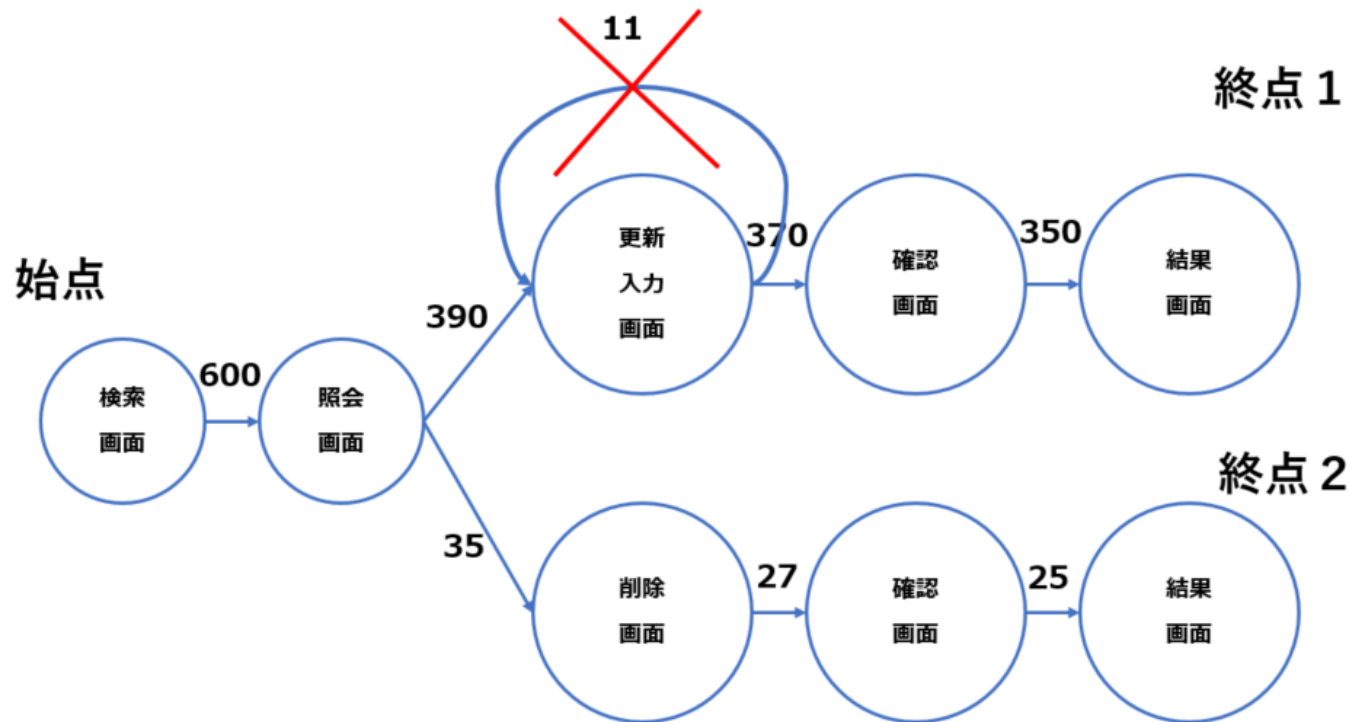 11
終点1
更新
入力
画面
370
確認
画面
350
結果
画面
始点
390
600
検索
画面
照会
画面
終点2
35
削除
画面
27
確認
画面
25
結果
画面